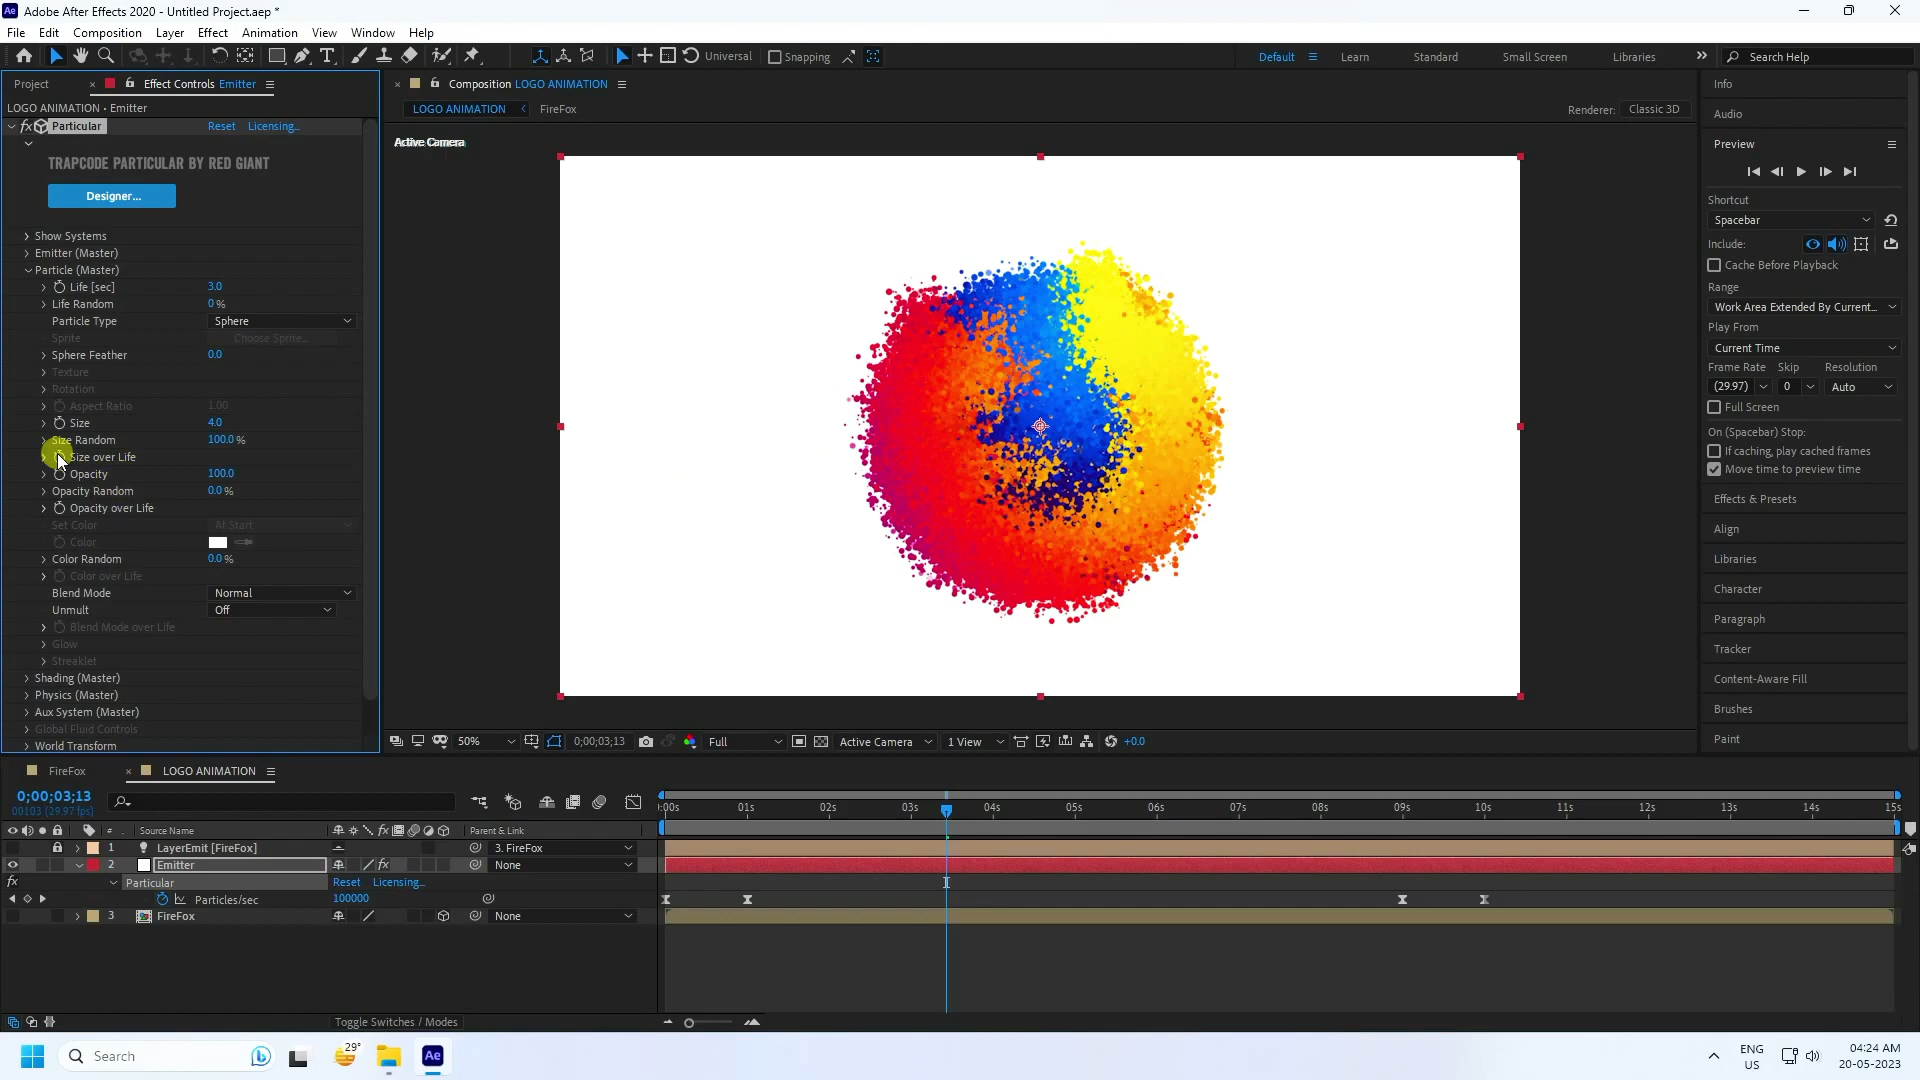 Adobe After Effects 2020 - Untitled Project.aep *
File Edit Composition Layer Effect Animation View Window Help
Universal Snapping Default Learn Standard Small Screen Libraries Search Help
Project Effect Controls Emitter
LOGO ANIMATION • Emitter
fx Particular Reset Licensing...
TRAPCODE PARTICULAR BY RED GIANT
Designer...
Show Systems
Emitter (Master)
Particle (Master)
Life [sec] 3.0
Life Random 0 %
Particle Type Sphere
Sprite Choose Sprite...
Sphere Feather 0.0
Texture
Rotation
Aspect Ratio 1.00
Size 4.0
Size Random 100.0 %
Size over Life
Opacity 100.0
Opacity Random 0.0 %
Opacity over Life
Set Color At Start
Color
Color Random 0.0 %
Color over Life
Blend Mode Normal
Unmult Off
Blend Mode over Life
Glow
Streaklet
Shading (Master)
Physics (Master)
Aux System (Master)
Global Fluid Controls
World Transform
Composition LOGO ANIMATION
LOGO ANIMATION FireFox
Renderer: Classic 3D
Active Camera
50% 0;00;03;13 Full Active Camera 1 View +0.0
Info
Audio
Preview
Shortcut
Spacebar
Include:
Cache Before Playback
Range
Work Area Extended By Current...
Play From
Current Time
Frame Rate Skip Resolution
(29.97) 0 Auto
Full Screen
On (Spacebar) Stop:
If caching, play cached frames
Move time to preview time
Effects & Presets
Align
Libraries
Character
Paragraph
Tracker
Content-Aware Fill
Brushes
Paint
FireFox LOGO ANIMATION
0;00;03;13
00103 (29.97 fps)
:00s 01s 02s 03s 04s 05s 06s 07s 08s 09s 10s 11s 12s 13s 14s 15s
# . Source Name fx Parent & Link
1 LayerEmit [FireFox] 3. FireFox
2 Emitter fx None
fx Particular Reset Licensing...
Particles/sec 100000
3 FireFox None
Toggle Switches / Modes
Search 29° Ae
ENG
US
04:24 AM
20-05-2023